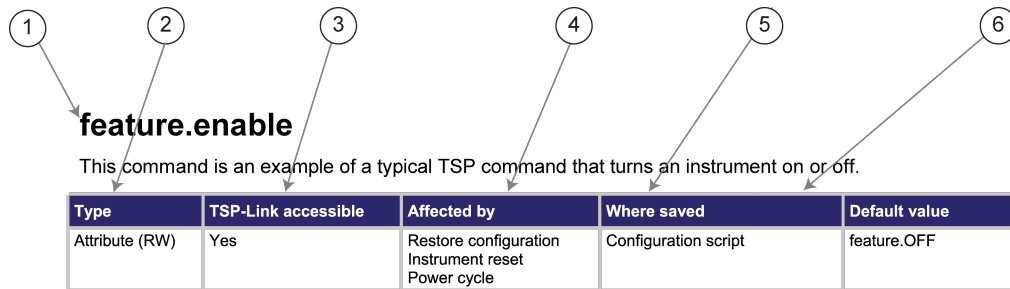 1 2 3 4 5 6
feature.enable
This command is an example of a typical TSP command that turns an instrument on or off.
Type TSP-Link accessible Affected by Where saved Default value
Attribute (RW) Yes Restore configuration Configuration script feature.OFF
Instrument reset
Power cycle